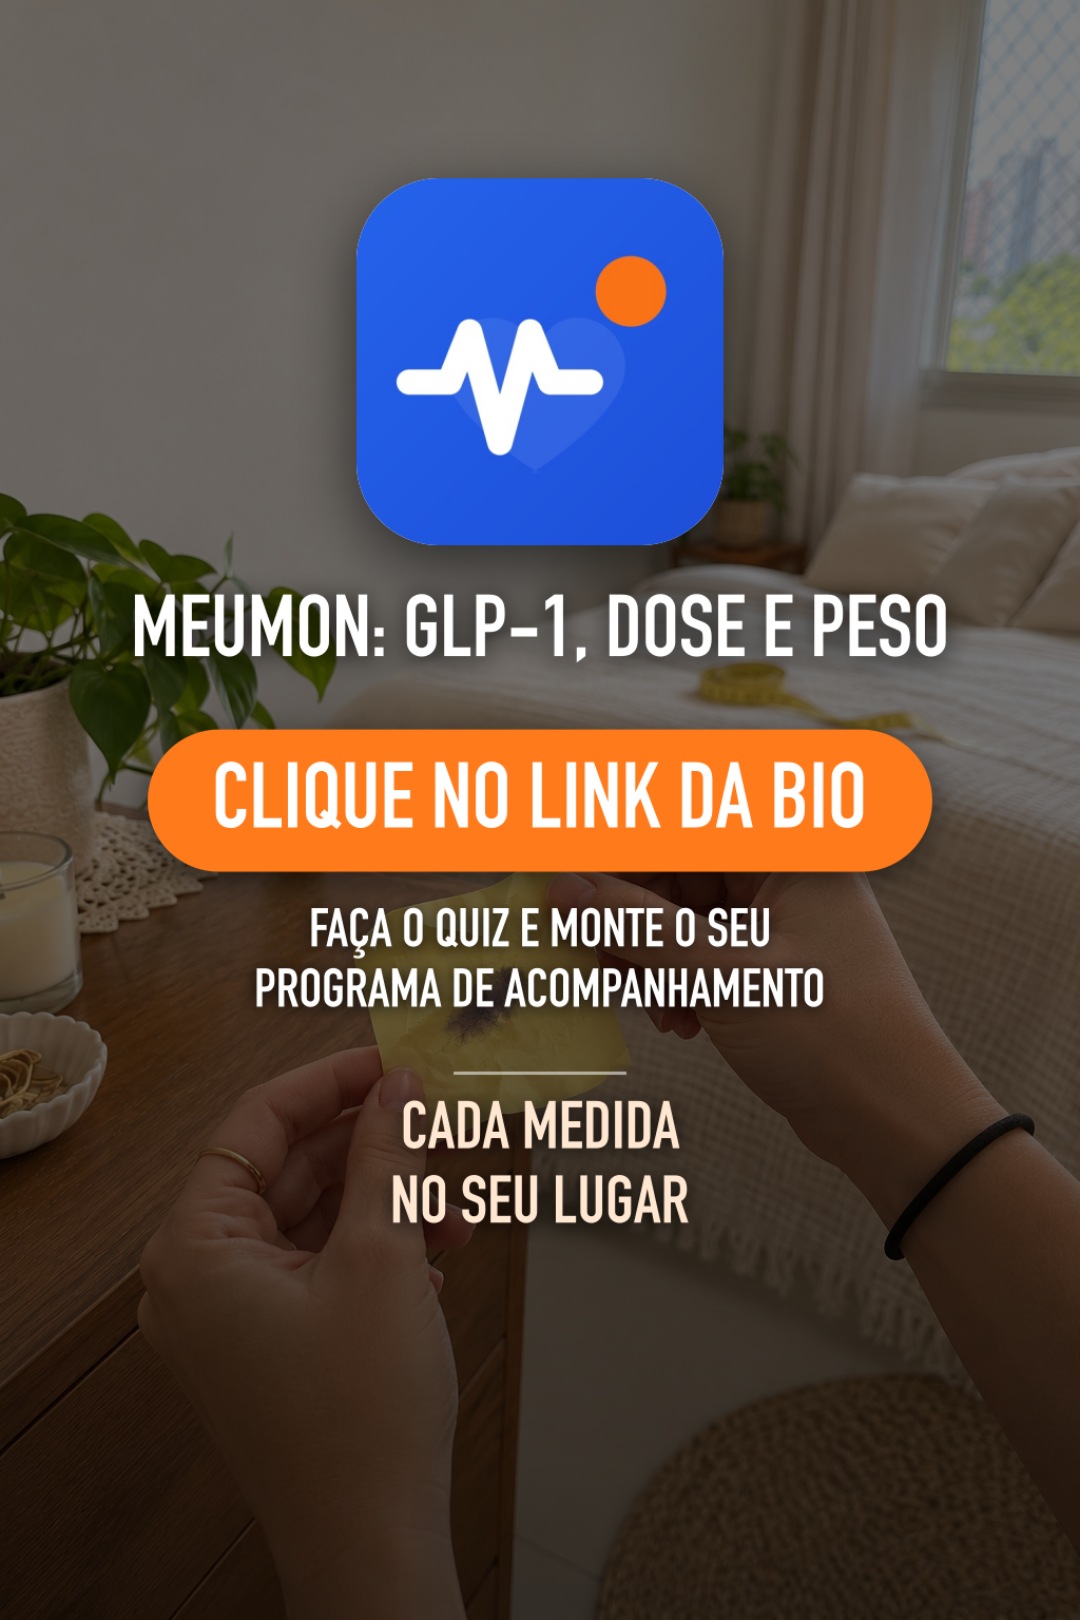 MEUMON: GLP-1, DOSE E PESO
CLIQUE NO LINK DA BIO
FAÇA O QUIZ E MONTE O SEU
PROGRAMA DE ACOMPANHAMENTO
CADA MEDIDA
NO SEU LUGAR